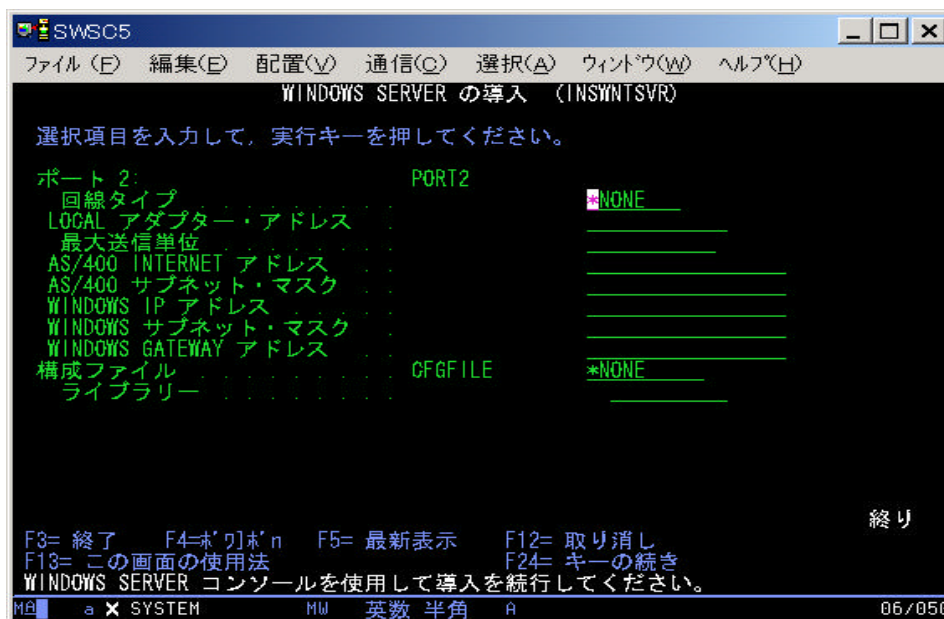 SWSC5
ファイル (F) 編集(E) 配置(V) 通信(C) 選択(A) ウィンドウ(W) ヘルプ(H)
WINDOWS SERVER の導入 (INSWNTSVR)
選択項目を入力して, 実行キーを押してください。
ポート 2: PORT2
回線タイプ . . . . . . . . . *NONE
LOCAL アダプター・アドレス .
最大送信単位 . . . . . . .
AS/400 INTERNET アドレス . .
AS/400 サブネット・マスク . .
WINDOWS IP アドレス . . . .
WINDOWS サブネット・マスク .
WINDOWS GATEWAY アドレス . .
構成ファイル . . . . . . . . CFGFILE *NONE
ライブラリー . . . . . . . .
終り
F3= 終了 F4=ﾎﾟﾜ]ﾎﾟn F5= 最新表示 F12= 取り消し
F13= この画面の使用法 F24= キーの続き
WINDOWS SERVER コンソールを使用して導入を続行してください。
MA a X SYSTEM MW 英数 半角 A 06/050